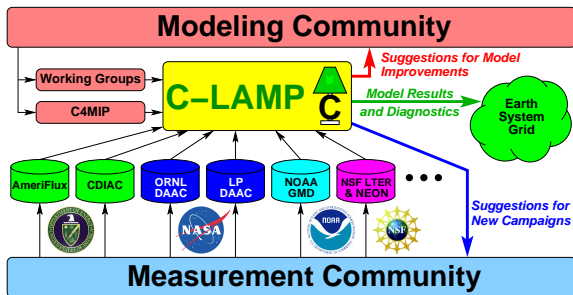 Modeling Community
Suggestions for Model
Improvements
Working Groups
C4MIP
C–LAMP
C
Model Results
and Diagnostics
Earth
System
Grid
AmeriFlux
CDIAC
ORNL
DAAC
LP
DAAC
NOAA
GMD
NSF LTER
& NEON
Suggestions for
New Campaigns
NASA
NOAA
NSF
Measurement Community